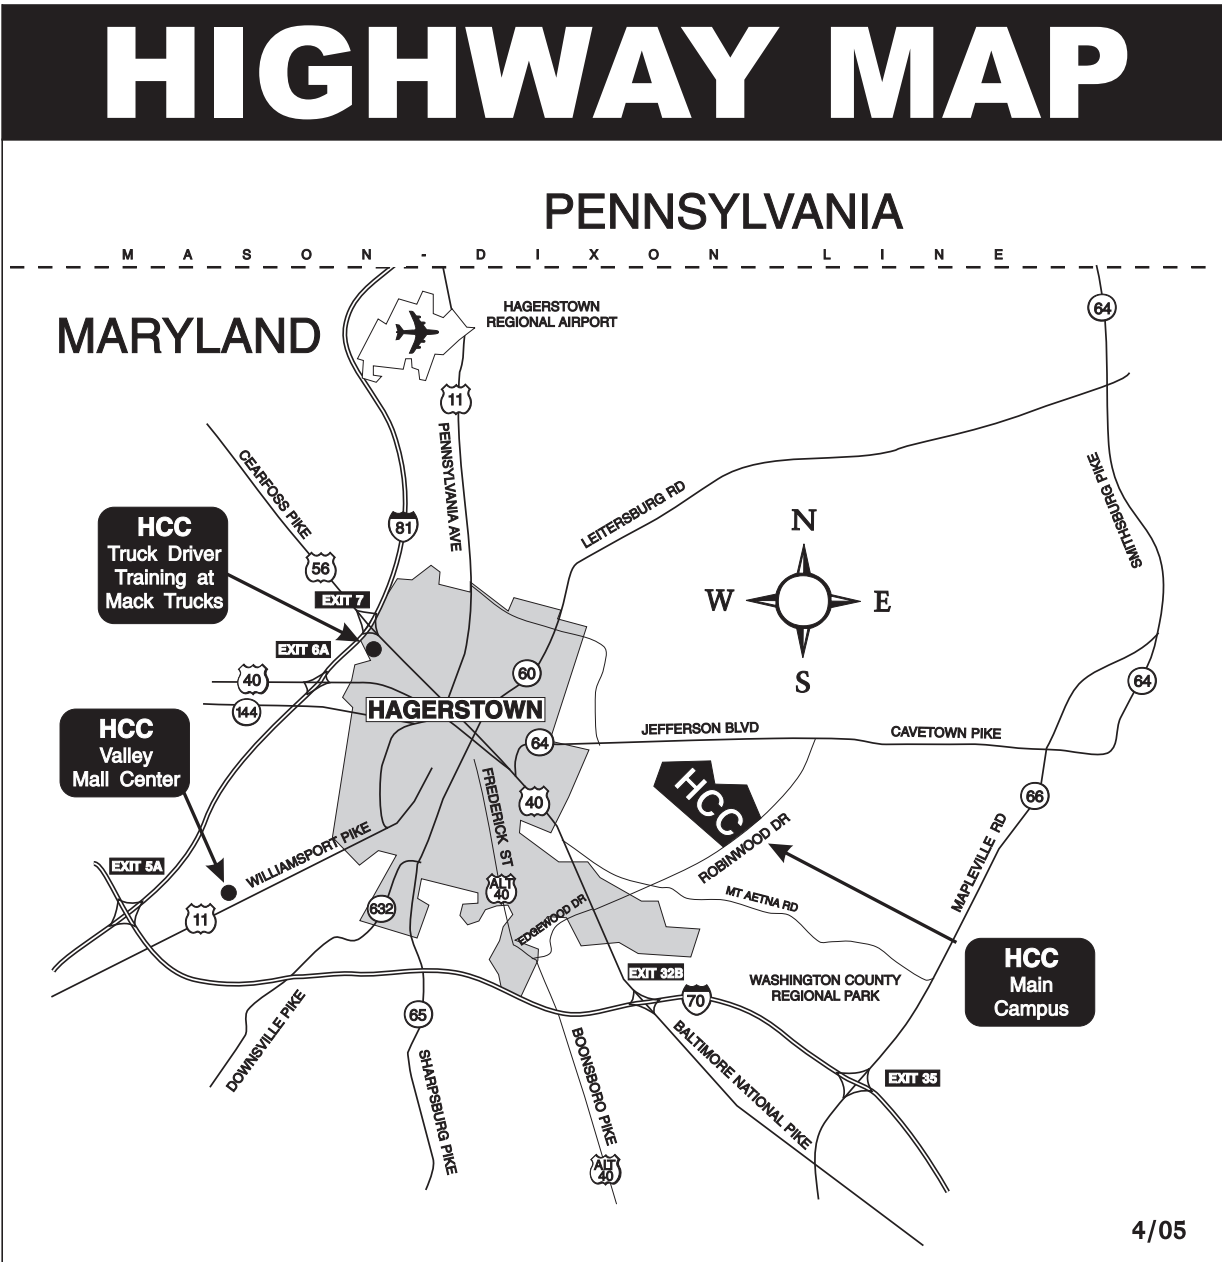 HIGHWAY MAP
PENNSYLVANIA
MASON-DIXON LINE
MARYLAND
HAGERSTOWN
REGIONAL AIRPORT
64
11
CEARFOSS PIKE
PENNSYLVANIA AVE
LEITERSBURG RD
SMITHSBURG PIKE
81
HCC
Truck Driver
Training at
Mack Trucks
56
EXIT 7
EXIT 6A
N
W
E
S
40
144
60
64
HAGERSTOWN
HCC
Valley
Mall Center
64
JEFFERSON BLVD
CAVETOWN PIKE
FREDERICK ST
40
HCC
66
ROBINWOOD DR
MAPLEVILLE RD
WILLIAMSPORT PIKE
EXIT 5A
11
632
ALT
40
EDGEWOOD DR
MT AETNA RD
HCC
Main
Campus
EXIT 32B
WASHINGTON COUNTY
REGIONAL PARK
70
DOWNSVILLE PIKE
65
SHARPSBURG PIKE
BOONSBORO PIKE
BALTIMORE NATIONAL PIKE
EXIT 35
ALT
40
4/05